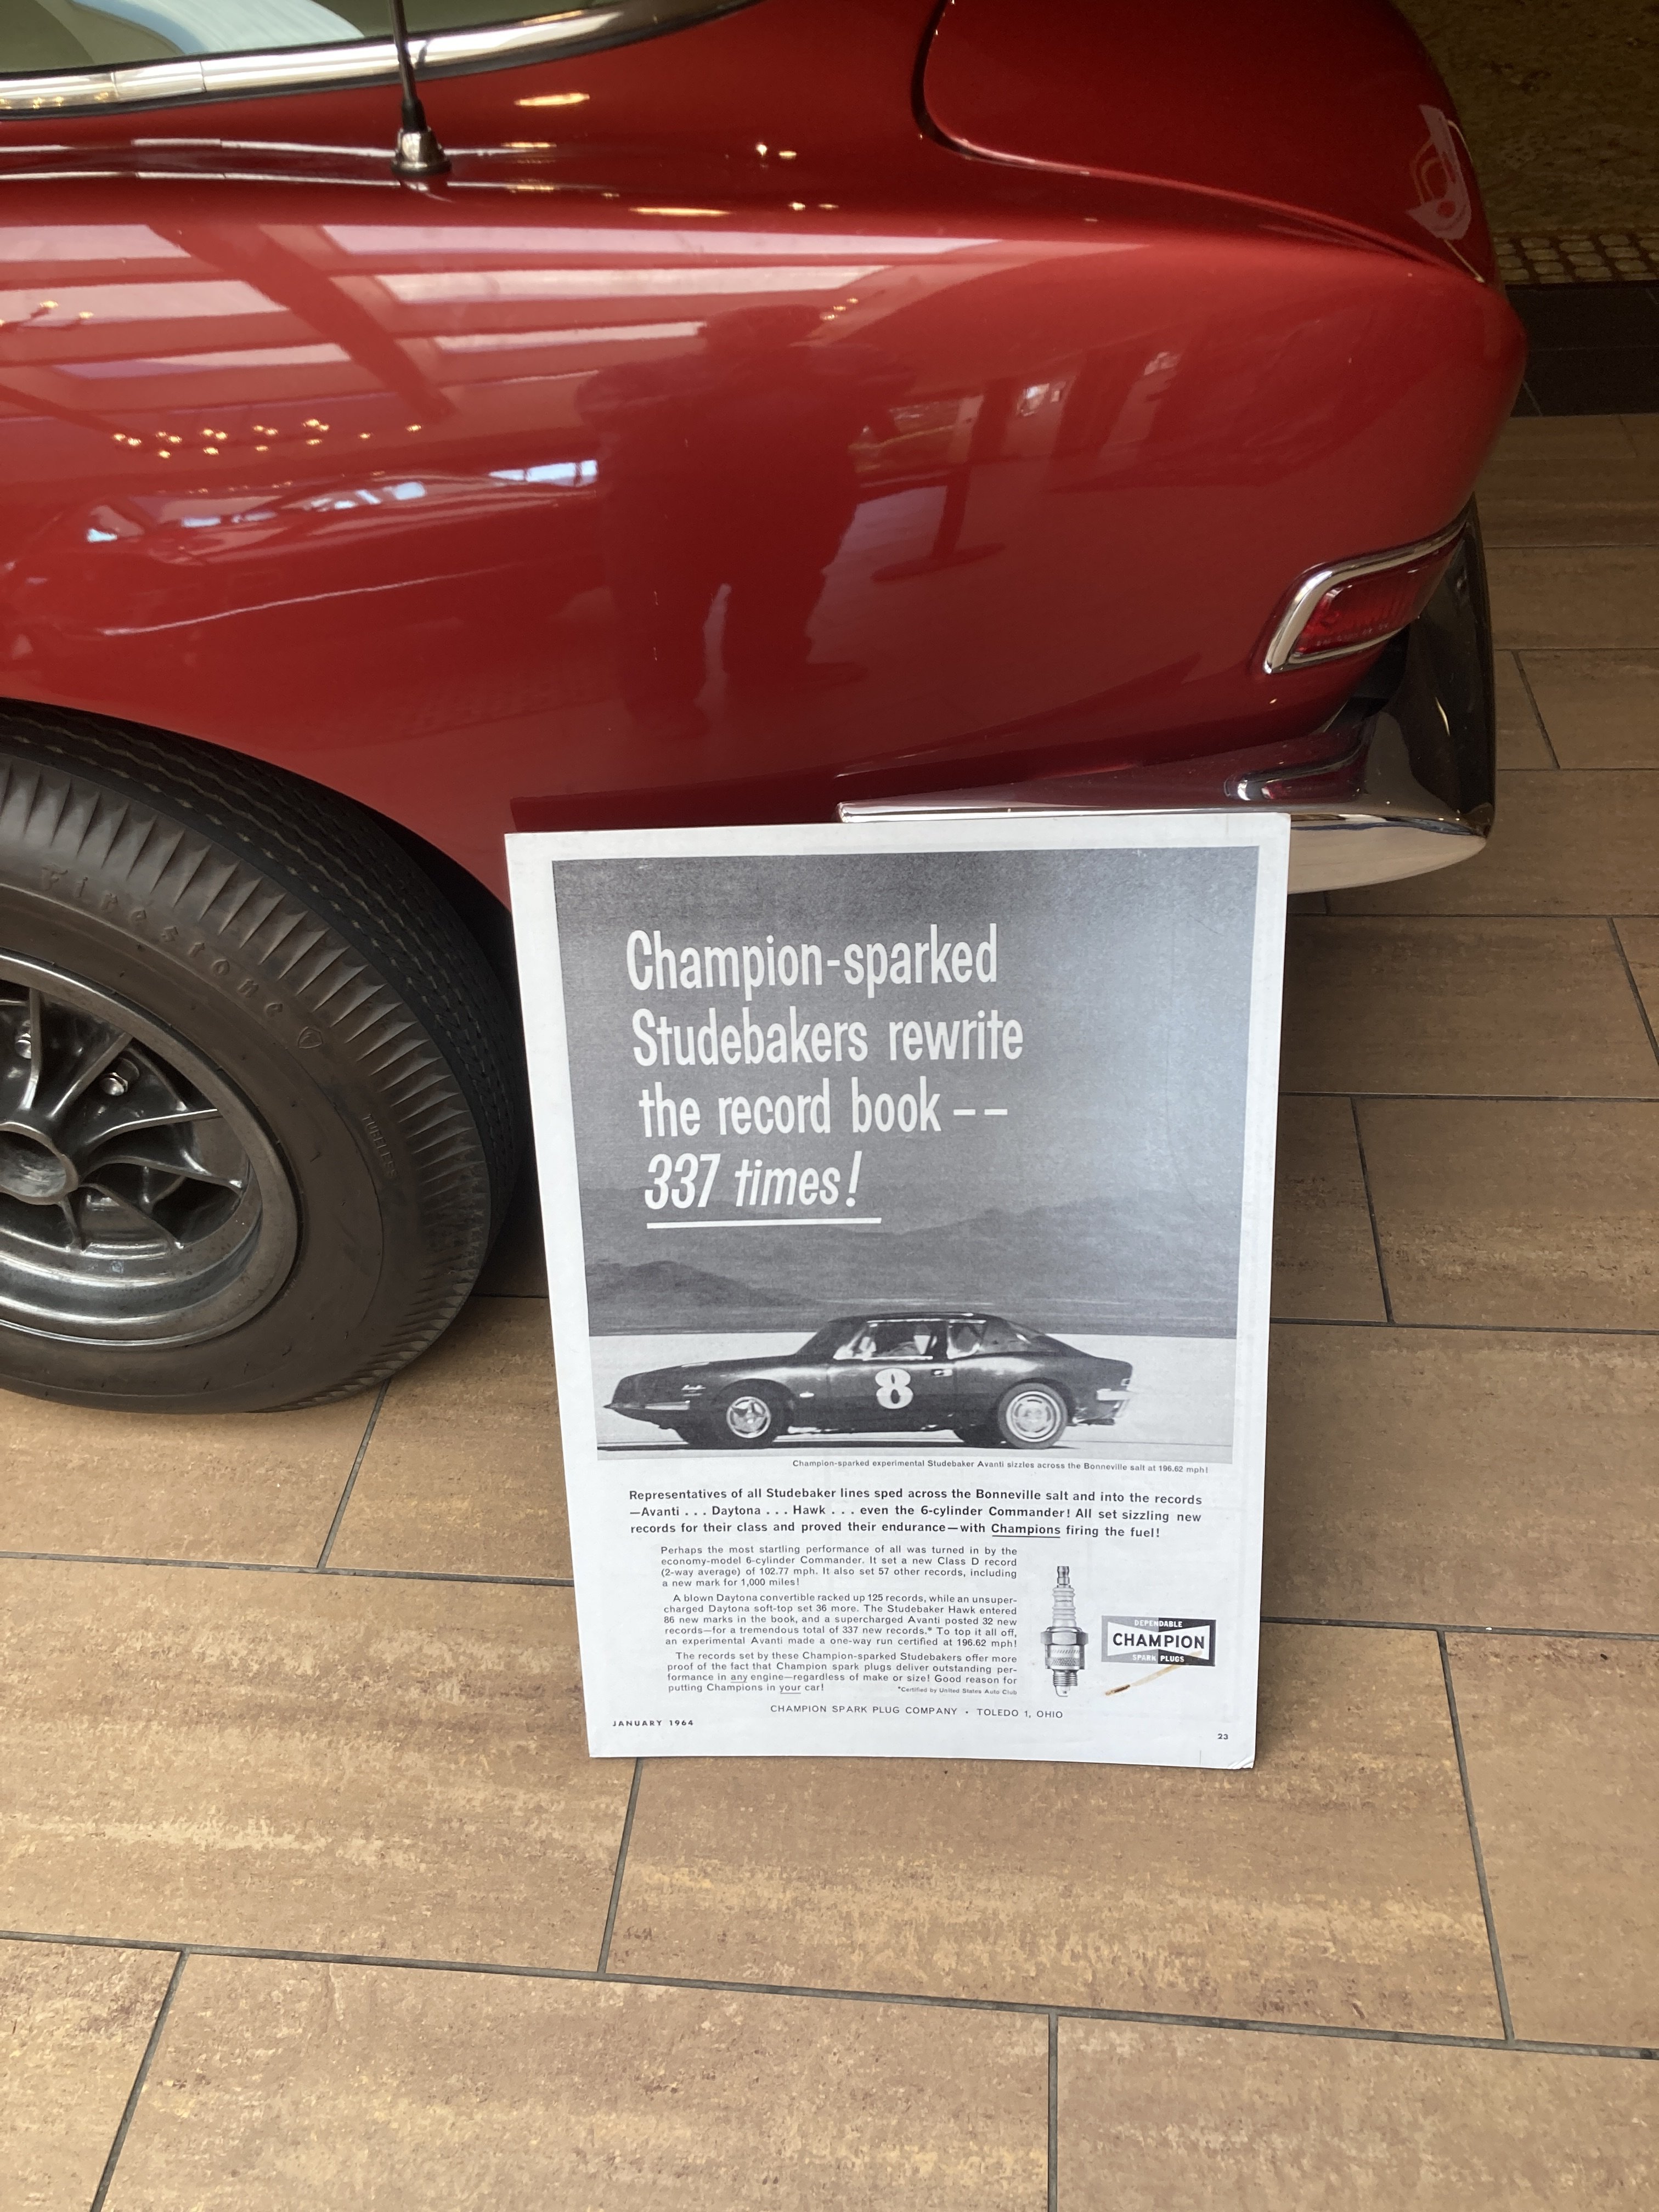 Firestone
TUBELESS
Champion-sparked
Studebakers rewrite
the record book--
337 times!
8
Champion-sparked experimental Studebaker Avanti sizzles across the Bonneville salt at 196.62 mph!
Representatives of all Studebaker lines sped across the Bonneville salt and into the records
—Avanti . . . Daytona . . . Hawk . . . even the 6-cylinder Commander! All set sizzling new
records for their class and proved their endurance—with Champions firing the fuel!
Perhaps the most startling performance of all was turned in by the
economy-model 6-cylinder Commander. It set a new Class D record
(2-way average) of 102.77 mph. It also set 57 other records, including
a new mark for 1,000 miles!
A blown Daytona convertible racked up 125 records, while an unsuper-
charged Daytona soft-top set 36 more. The Studebaker Hawk entered
86 new marks in the book, and a supercharged Avanti posted 32 new
records—for a tremendous total of 337 new records.* To top it all off,
an experimental Avanti made a one-way run certified at 196.62 mph!
The records set by these Champion-sparked Studebakers offer more
proof of the fact that Champion spark plugs deliver outstanding per-
formance in any engine—regardless of make or size! Good reason for
putting Champions in your car!
*Certified by United States Auto Club
DEPENDABLE
CHAMPION
SPARK PLUGS
CHAMPION SPARK PLUG COMPANY • TOLEDO 1, OHIO
JANUARY 1964
23